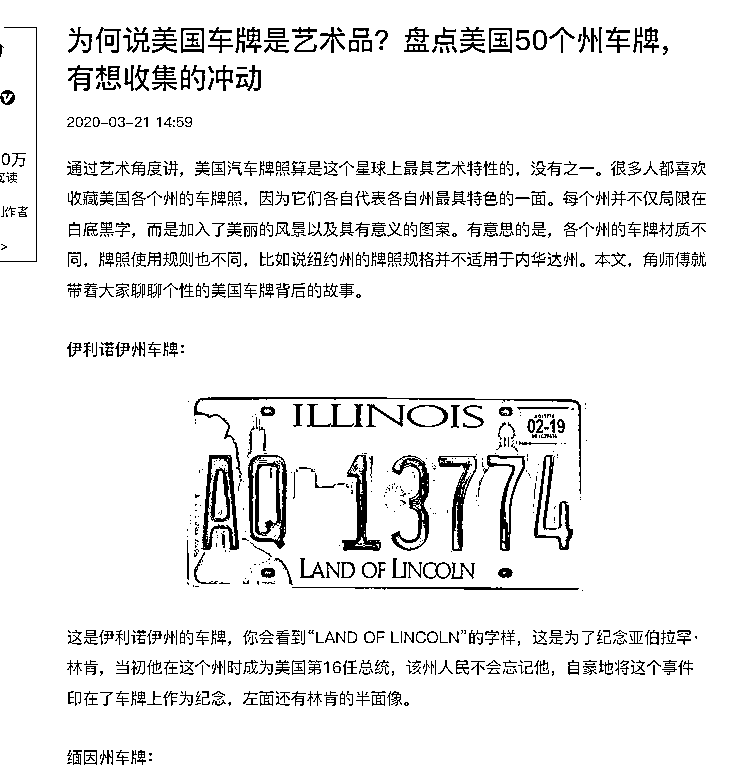 为何说美国车牌是艺术品？盘点美国50个州车牌，
有想收集的冲动
2020-03-21 14:59
0万
阅读
作者
>
通过艺术角度讲，美国汽车牌照算是这个星球上最具艺术特性的，没有之一。很多人都喜欢
收藏美国各个州的车牌照，因为它们各自代表各自州最具特色的一面。每个州并不仅局限在
白底黑字，而是加入了美丽的风景以及具有意义的图案。有意思的是，各个州的车牌材质不
同，牌照使用规则也不同，比如说纽约州的牌照规格并不适用于内华达州。本文，角师傅就
带着大家聊聊个性的美国车牌背后的故事。
伊利诺伊州车牌：
ILLINOIS
02-19
AQ 13774
LAND OF LINCOLN
这是伊利诺伊州的车牌，你会看到“LAND OF LINCOLN”的字样，这是为了纪念亚伯拉罕·
林肯，当初他在这个州时成为美国第16任总统，该州人民不会忘记他，自豪地将这个事件
印在了车牌上作为纪念，左面还有林肯的半面像。
缅因州车牌：